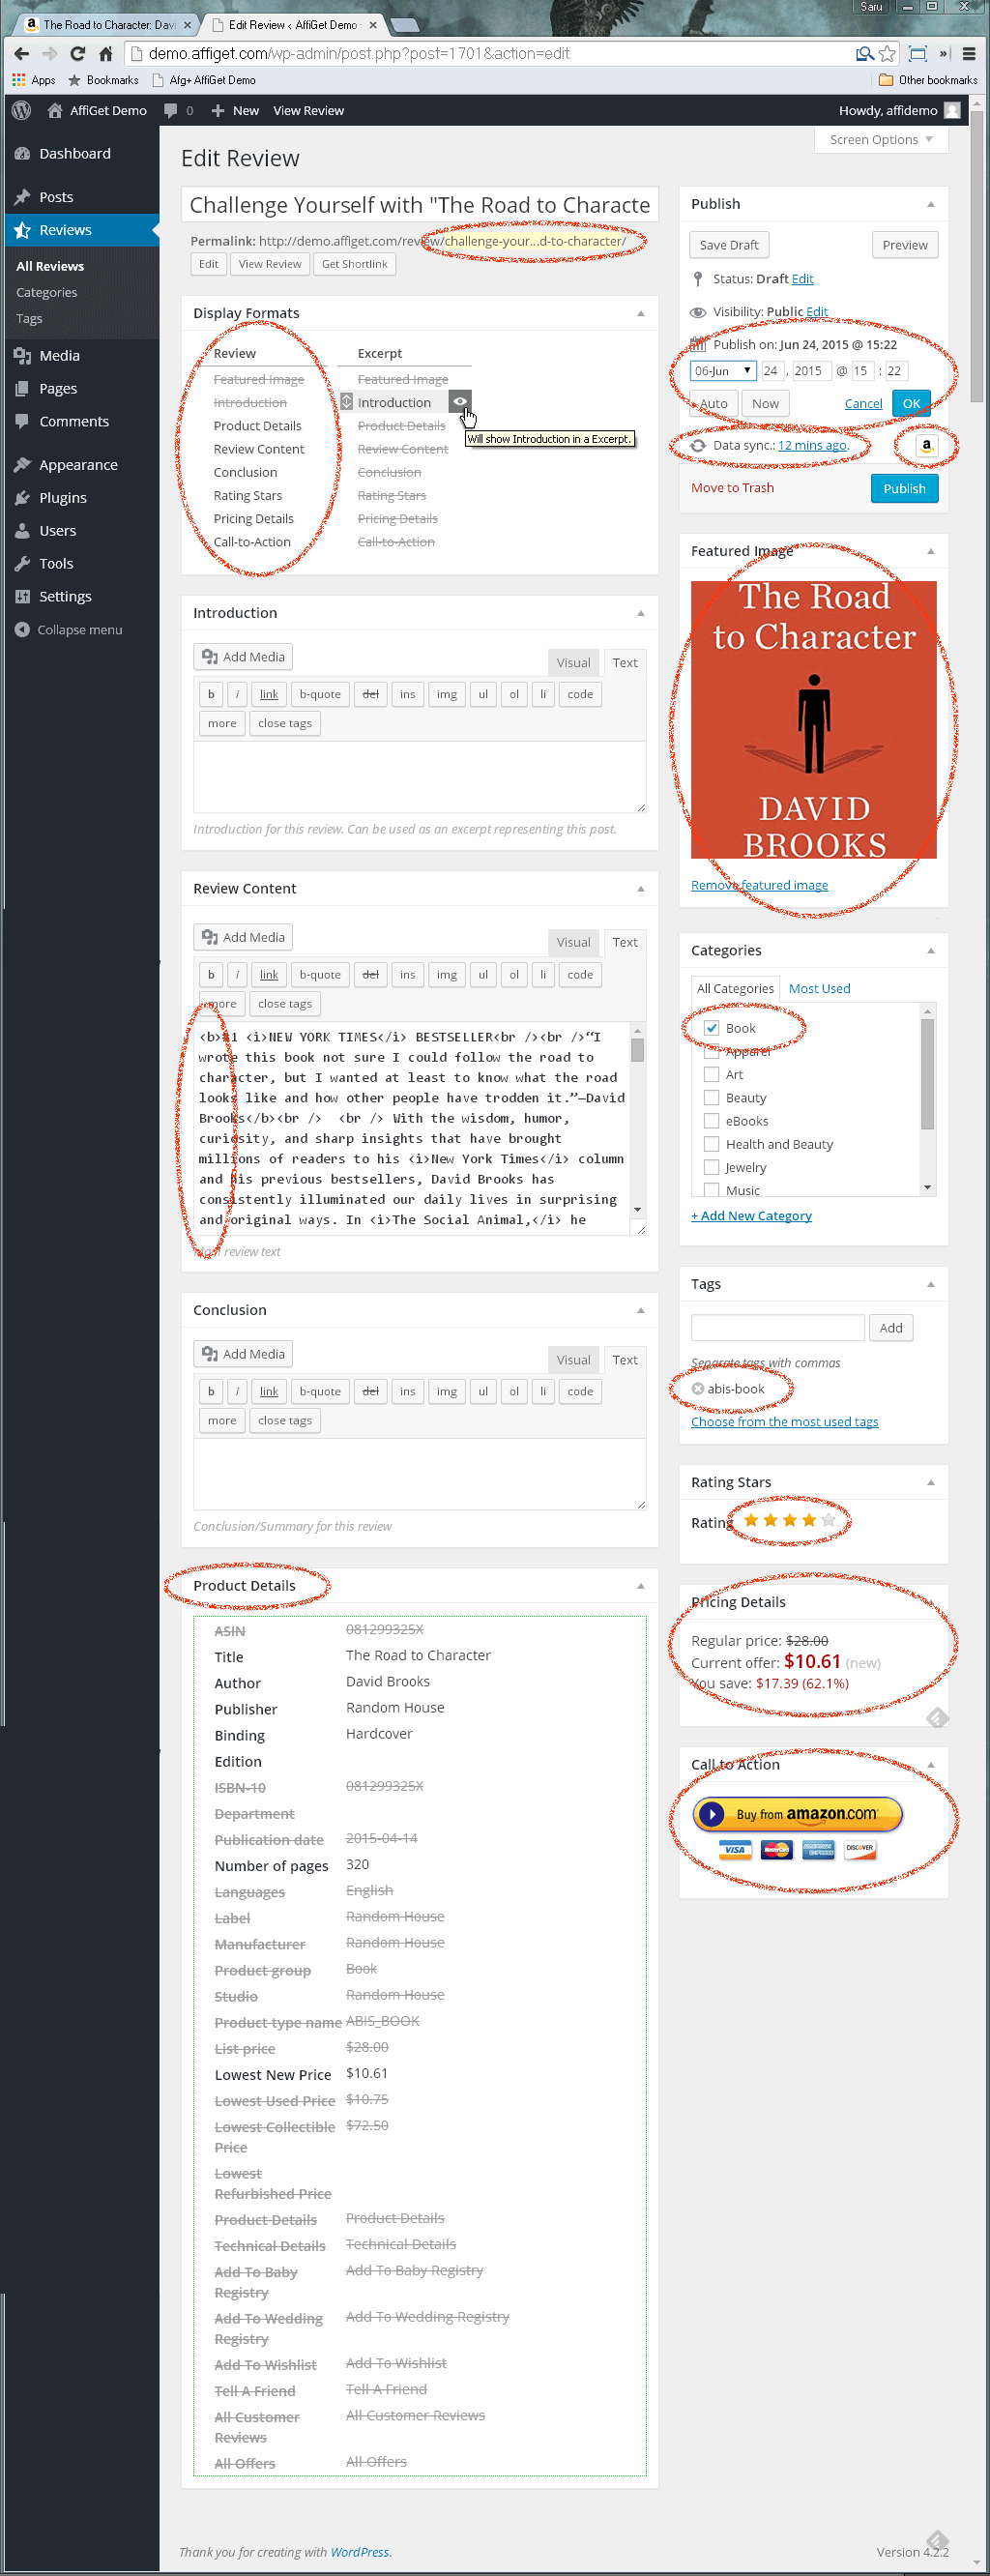 Saru
The Road to Character: Davi
Edit Review ‹ AffiGet Demo
demo.affiget.com/wp-admin/post.php?post=1701&action=edit
Apps
Bookmarks
Afg+ AffiGet Demo
Other bookmarks
AffiGet Demo
0
New
View Review
Howdy, affidemo
Dashboard
Posts
Reviews
All Reviews
Categories
Tags
Media
Pages
Comments
Appearance
Plugins
Users
Tools
Settings
Collapse menu
Screen Options
Edit Review
Challenge Yourself with "The Road to Characte
Permalink: http://demo.affiget.com/review/challenge-your...d-to-character/
Edit
View Review
Get Shortlink
Display Formats
Review
Excerpt
Featured Image
Featured Image
Introduction
Introduction
Product Details
Product Details
Will show Introduction in a Excerpt.
Review Content
Review Content
Conclusion
Conclusion
Rating Stars
Rating Stars
Pricing Details
Pricing Details
Call-to-Action
Call-to-Action
Introduction
Add Media
Visual
Text
b
i
link
b-quote
del
ins
img
ul
ol
li
code
more
close tags
Introduction for this review. Can be used as an excerpt representing this post.
Review Content
Add Media
Visual
Text
b
i
link
b-quote
del
ins
img
ul
ol
li
code
more
close tags
<b>#1 <i>NEW YORK TIMES</i> BESTSELLER<br /><br />“I
wrote this book not sure I could follow the road to
character, but I wanted at least to know what the road
looks like and how other people have trodden it.”—David
Brooks</b><br />  <br /> With the wisdom, humor,
curiosity, and sharp insights that have brought
millions of readers to his <i>New York Times</i> column
and his previous bestsellers, David Brooks has
consistently illuminated our daily lives in surprising
and original ways. In <i>The Social Animal,</i> he
Main review text
Conclusion
Add Media
Visual
Text
b
i
link
b-quote
del
ins
img
ul
ol
li
code
more
close tags
Conclusion/Summary for this review
Product Details
ASIN 081299325X
Title The Road to Character
Author David Brooks
Publisher Random House
Binding Hardcover
Edition
ISBN-10 081299325X
Department
Publication date 2015-04-14
Number of pages 320
Languages English
Label Random House
Manufacturer Random House
Product group Book
Studio Random House
Product type name ABIS_BOOK
List price $28.00
Lowest New Price $10.61
Lowest Used Price $10.75
Lowest Collectible $72.50
Price
Lowest
Refurbished Price
Product Details Product Details
Technical Details Technical Details
Add To Baby Add To Baby Registry
Registry
Add To Wedding Add To Wedding Registry
Registry
Add To Wishlist Add To Wishlist
Tell A Friend Tell A Friend
All Customer All Customer Reviews
Reviews
All Offers All Offers
Publish
Save Draft
Preview
Status: Draft Edit
Visibility: Public Edit
Publish on: Jun 24, 2015 @ 15:22
06-Jun 24, 2015 @ 15 : 22
Auto
Now
Cancel
OK
Data sync.: 12 mins ago.
a
Move to Trash
Publish
Featured Image
The Road
to Character
DAVID
BROOKS
Remove featured image
Categories
All Categories
Most Used
Book
Apparel
Art
Beauty
eBooks
Health and Beauty
Jewelry
Music
+ Add New Category
Tags
Add
Separate tags with commas
abis-book
Choose from the most used tags
Rating Stars
Rating
Pricing Details
Regular price: $28.00
Current offer: $10.61 (new)
You save: $17.39 (62.1%)
Call to Action
Buy from amazon.com
VISA
MasterCard
AMERICAN EXPRESS
DISCOVER
Thank you for creating with WordPress.
Version 4.2.2